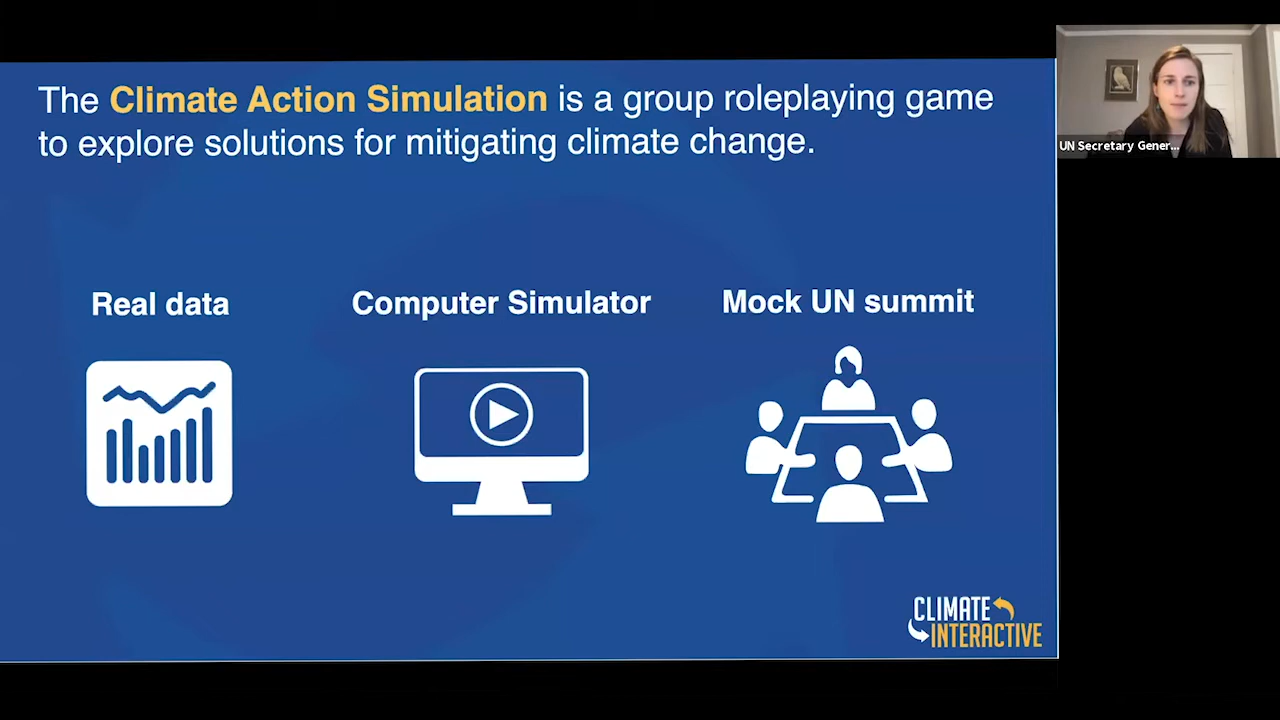 The Climate Action Simulation is a group roleplaying game
to explore solutions for mitigating climate change.
Real data
Computer Simulator
Mock UN summit
CLIMATE
INTERACTIVE
UN Secretary Gener...